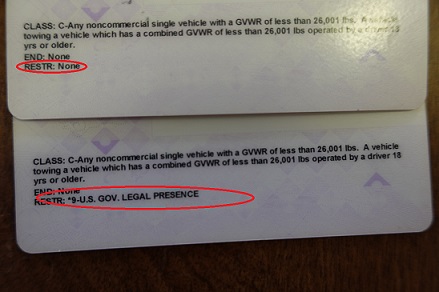 CLASS: C-Any noncommercial single vehicle with a GVWR of less than 26,001 lbs. A vehicle
towing a vehicle which has a combined GVWR of less than 26,001 lbs operated by a driver 18
yrs or older.
END: None
RESTR: None
CLASS: C-Any noncommercial single vehicle with a GVWR of less than 26,001 lbs. A vehicle
towing a vehicle which has a combined GVWR of less than 26,001 lbs operated by a driver 18
yrs or older.
END: None
RESTR: *9-U.S. GOV. LEGAL PRESENCE